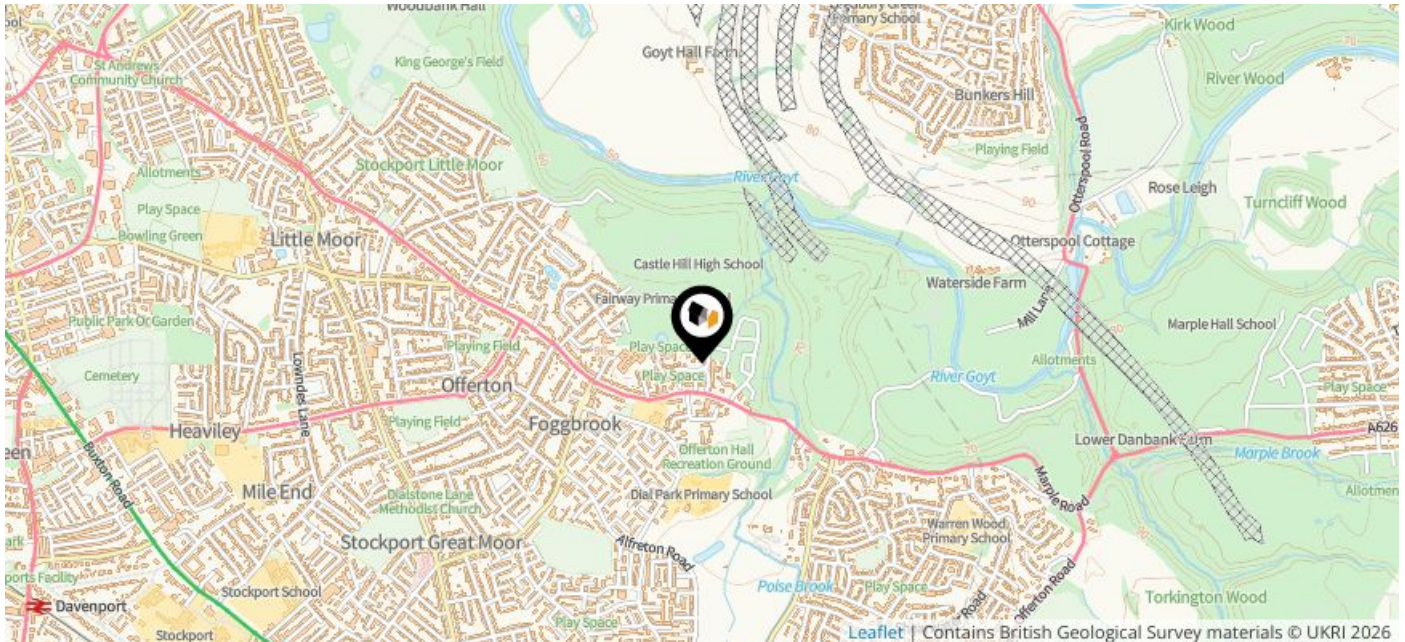 Woodbank Hall
Goyt Hall Farm
Primary School
Kirk Wood
St Andrews
Community Church
King George's Field
River Wood
70
Bunkers Hill
80
Playing Field
Allotments
Stockport Little Moor
River Goyt
Otterspool Road
Rose Leigh
Turncliff Wood
Play Space
Bowling Green
Little Moor
90
Otterspool Cottage
Castle Hill High School
Waterside Farm
Fairway
Mill Lane
Marple Hall School
Public Park Or Garden
Playing Field
Play Space
Allotments
Cemetery
Lowndes Lane
Offerton
Play Space
River Goyt
Play Space
Heaviley
Playing Field
Foggbrook
A626
Lower Danbank Farm
Marple Brook
Buxton Road
Offerton Hall
Recreation Ground
70
Marple Road
Mile End
Dialstone Lane
Methodist Church
Dial Park Primary School
Warren Wood
Primary School
Stockport Great Moor
Alfreton Road
Stockport School
Poise Brook
Play Space
Offerton Road
Torkington Wood
Davenport
Stockport
Road
Leaflet | Contains British Geological Survey materials © UKRI 2026